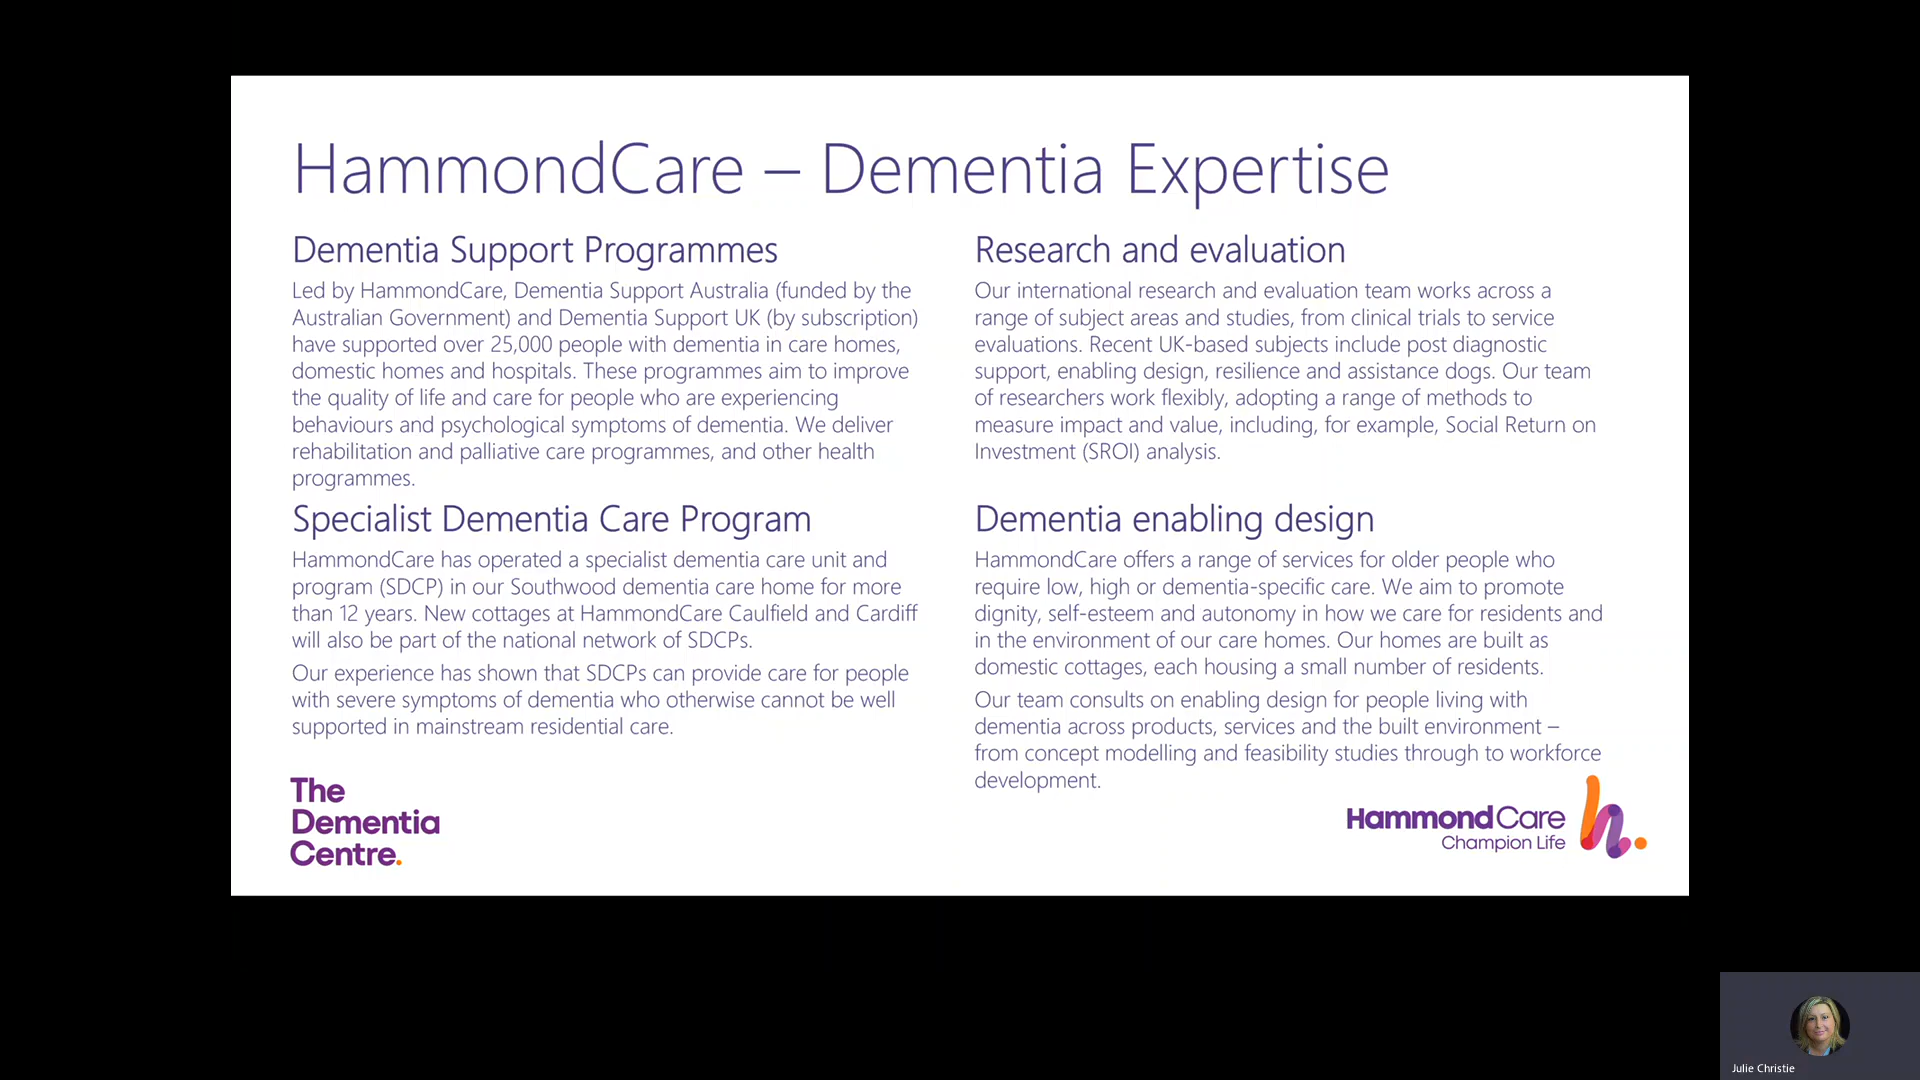 HammondCare – Dementia Expertise
Dementia Support Programmes
Led by HammondCare, Dementia Support Australia (funded by the
Australian Government) and Dementia Support UK (by subscription)
have supported over 25,000 people with dementia in care homes,
domestic homes and hospitals. These programmes aim to improve
the quality of life and care for people who are experiencing
behaviours and psychological symptoms of dementia. We deliver
rehabilitation and palliative care programmes, and other health
programmes.
Specialist Dementia Care Program
HammondCare has operated a specialist dementia care unit and
program (SDCP) in our Southwood dementia care home for more
than 12 years. New cottages at HammondCare Caulfield and Cardiff
will also be part of the national network of SDCPs.
Our experience has shown that SDCPs can provide care for people
with severe symptoms of dementia who otherwise cannot be well
supported in mainstream residential care.
Research and evaluation
Our international research and evaluation team works across a
range of subject areas and studies, from clinical trials to service
evaluations. Recent UK-based subjects include post diagnostic
support, enabling design, resilience and assistance dogs. Our team
of researchers work flexibly, adopting a range of methods to
measure impact and value, including, for example, Social Return on
Investment (SROI) analysis.
Dementia enabling design
HammondCare offers a range of services for older people who
require low, high or dementia-specific care. We aim to promote
dignity, self-esteem and autonomy in how we care for residents and
in the environment of our care homes. Our homes are built as
domestic cottages, each housing a small number of residents.
Our team consults on enabling design for people living with
dementia across products, services and the built environment –
from concept modelling and feasibility studies through to workforce
development.
The
Dementia
Centre.
HammondCare
Champion Life
h.
Julie Christie